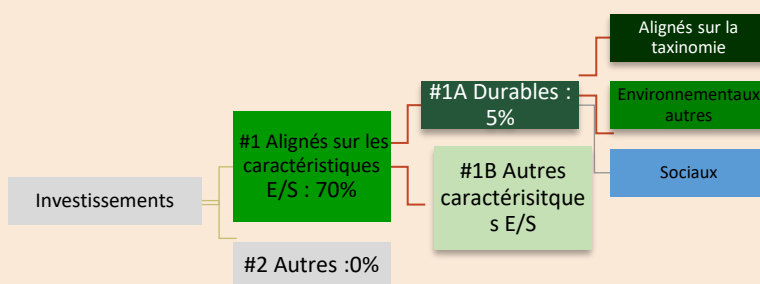 Investissements
#1 Alignés sur les
caractéristiques
E/S : 70%
#2 Autres :0%
#1A Durables :
5%
#1B Autres
caractérisitque
s E/S
Alignés sur la
taxinomie
Environnementaux
autres
Sociaux